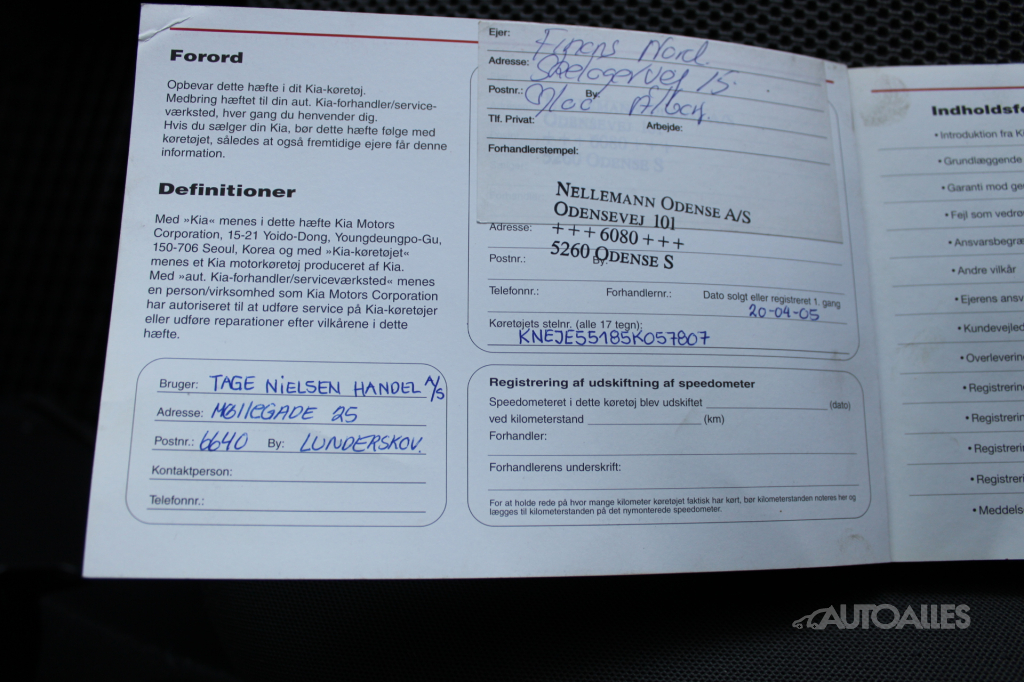 Forord
Opbevar dette hæfte i dit Kia-køretøj.
Medbring hæftet til din aut. Kia-forhandler/service-
værksted, hver gang du henvender dig.
Hvis du sælger din Kia, bør dette hæfte følge med
køretøjet, således at også fremtidige ejere får denne
information.
Definitioner
Med »Kia« menes i dette hæfte Kia Motors
Corporation, 15-21 Yoido-Dong, Youngdeungpo-Gu,
150-706 Seoul, Korea og med »Kia-køretøjet«
menes et Kia motorkøretøj produceret af Kia.
Med »aut. Kia-forhandler/serviceværksted« menes
en person/virksomhed som Kia Motors Corporation
har autoriseret til at udføre service på Kia-køretøjer
eller udføre reparationer efter vilkårene i dette
hæfte.
Bruger: TAGE NIELSEN HANDEL A/S
Adresse: MØLLEGADE 25
Postnr.: 6640 By: LUNDERSKOV.
Kontaktperson:
Telefonnr.:
Ejer: Finans Nord
Adresse: 15
Postnr.: By:
Tlf. Privat: Arbejde:
Forhandlerstempel:
NELLEMANN ODENSE A/S
ODENSEVEJ 101
+++6080+++
5260 ODENSE S
Adresse:
Postnr.: By:
Telefonnr.: Forhandlernr.: Dato solgt eller registreret 1. gang
20-04-05
Køretøjets stelnr. (alle 17 tegn):
KNEJE55185K057807
Registrering af udskiftning af speedometer
Speedometeret i dette køretøj blev udskiftet (dato)
ved kilometerstand (km)
Forhandler:
Forhandlerens underskrift:
For at holde rede på hvor mange kilometer køretøjet faktisk har kørt, bør kilometerstanden noteres her og
lægges til kilometerstanden på det nymonterede speedometer.
Indholdsfo
• Introduktion fra Ki
• Grundlæggende
• Garanti mod ge
• Fejl som vedrø
• Ansvarsbegræ
• Andre vilkår
• Ejerens ansv
• Kundevejled
• Overlevering
• Registrering
• Registrerin
• Registrerin
• Registreri
• Meddels
AUTOALLES